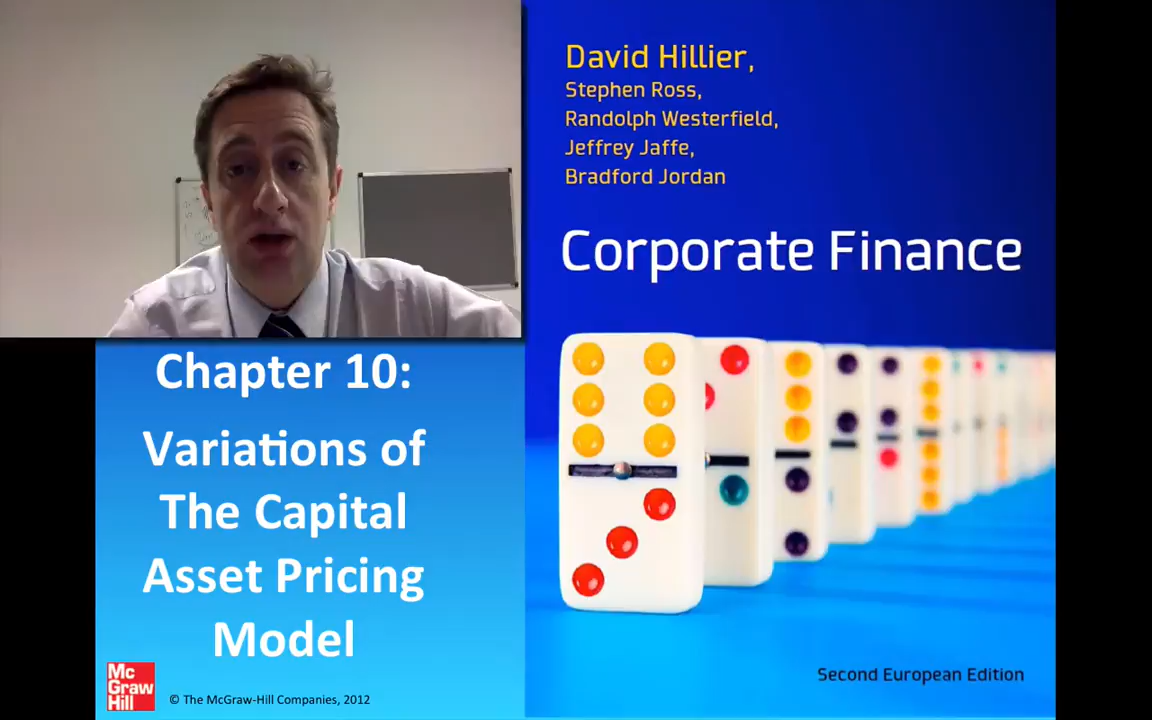 David Hillier,
Stephen Ross,
Randolph Westerfield,
Jeffrey Jaffe,
Bradford Jordan
Corporate Finance
Chapter 10:
Variations of
The Capital
Asset Pricing
Model
Mc
Graw
Hill
© The McGraw-Hill Companies, 2012
Second European Edition